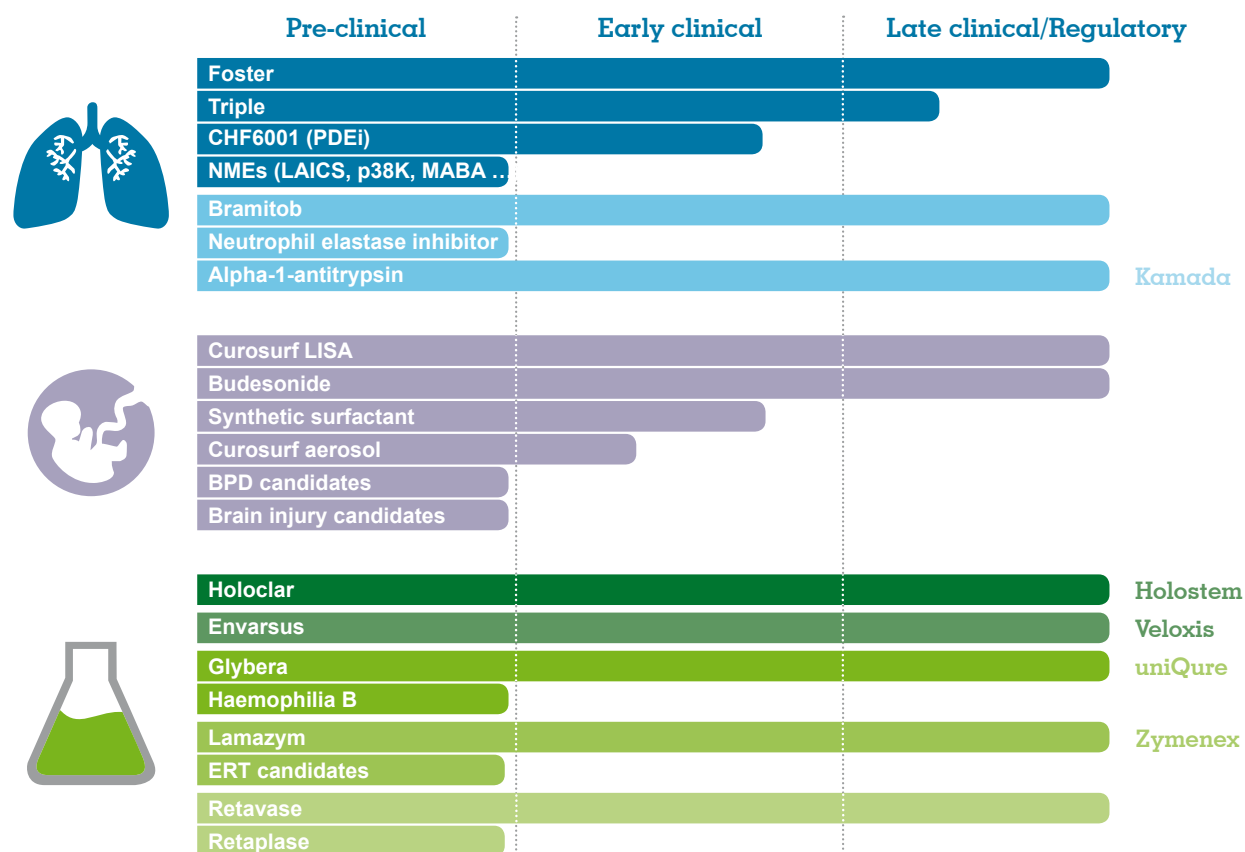 Pre-clinical Early clinical Late clinical/Regulatory
Foster
Triple
CHF6001 (PDEi)
NMEs (LAICS, p38K, MABA ...
Bramitob
Neutrophil elastase inhibitor
Alpha-1-antitrypsin Kamada
Curosurf LISA
Budesonide
Synthetic surfactant
Curosurf aerosol
BPD candidates
Brain injury candidates
Holoclar Holostem
Envarsus Veloxis
Glybera uniQure
Haemophilia B
Lamazym Zymenex
ERT candidates
Retavase
Retaplase